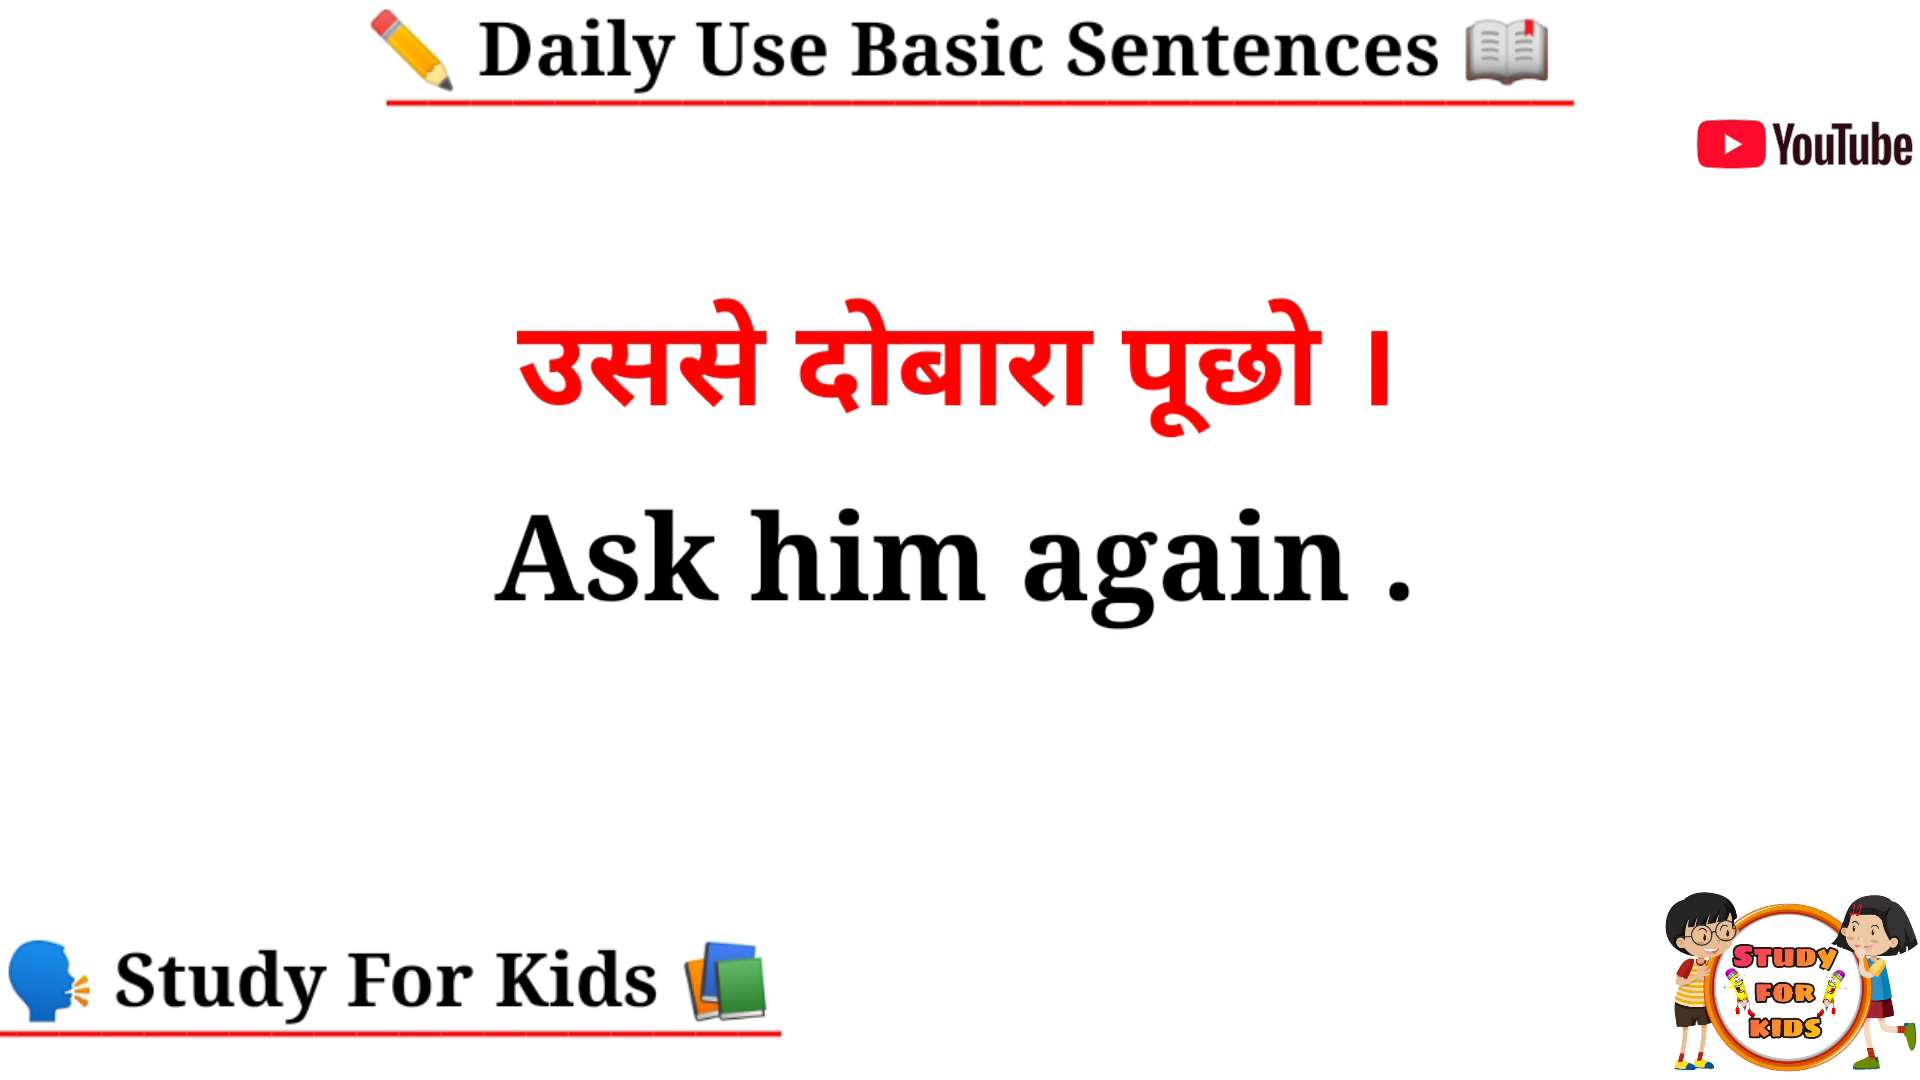 ✏️ Daily Use Basic Sentences 📖
YouTube
उससे दोबारा पूछो ।
Ask him again .
🗣️ Study For Kids 📚
STUDY
FOR
KIDS